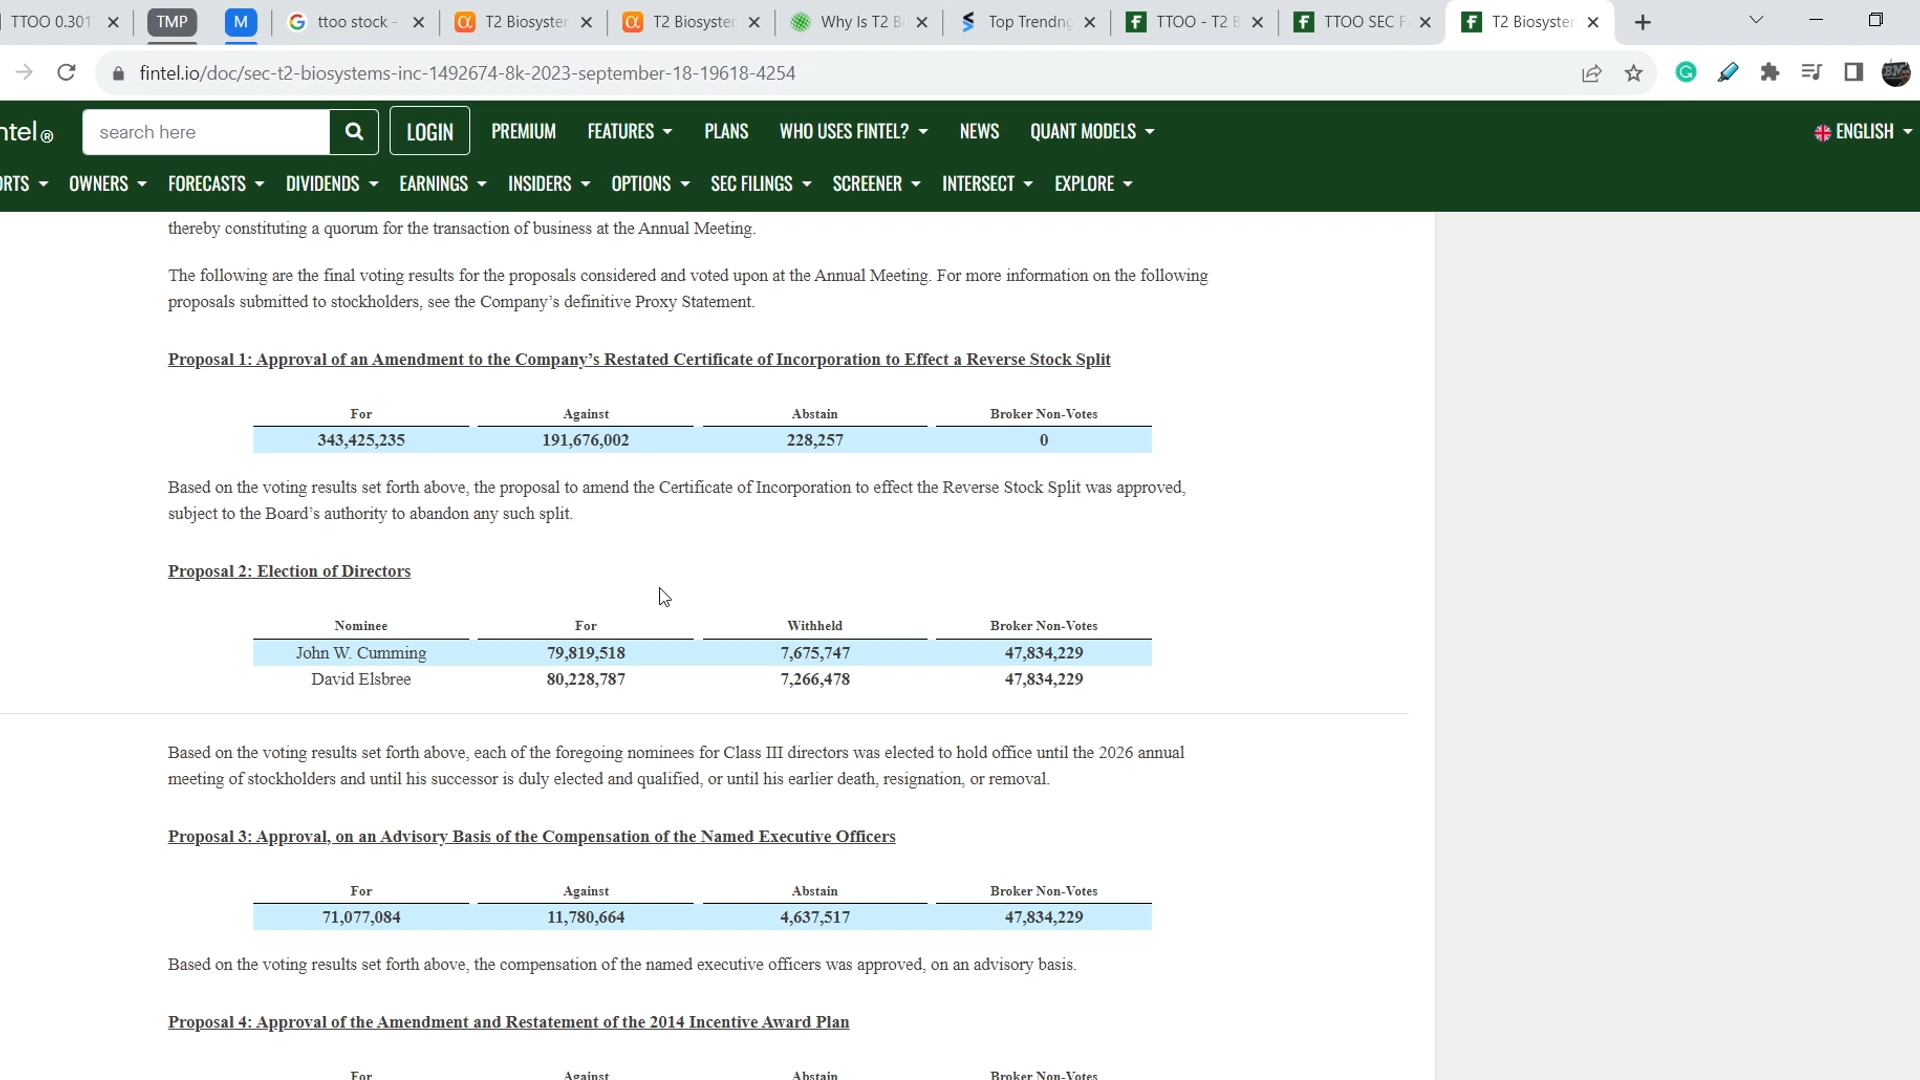 TTOO 0.301
TMP
M
ttoo stock -
T2 Biosyster
T2 Biosyster
Why Is T2 Bi
Top Trending
TTOO - T2 B
TTOO SEC F
T2 Biosyster
fintel.io/doc/sec-t2-biosystems-inc-1492674-8k-2023-september-18-19618-4254
ntel®
search here
LOGIN
PREMIUM
FEATURES
PLANS
WHO USES FINTEL?
NEWS
QUANT MODELS
ENGLISH
ORTS
OWNERS
FORECASTS
DIVIDENDS
EARNINGS
INSIDERS
OPTIONS
SEC FILINGS
SCREENER
INTERSECT
EXPLORE
thereby constituting a quorum for the transaction of business at the Annual Meeting.
The following are the final voting results for the proposals considered and voted upon at the Annual Meeting. For more information on the following
proposals submitted to stockholders, see the Company's definitive Proxy Statement.
Proposal 1: Approval of an Amendment to the Company's Restated Certificate of Incorporation to Effect a Reverse Stock Split
For Against Abstain Broker Non-Votes
343,425,235 191,676,002 228,257 0
Based on the voting results set forth above, the proposal to amend the Certificate of Incorporation to effect the Reverse Stock Split was approved,
subject to the Board's authority to abandon any such split.
Proposal 2: Election of Directors
Nominee For Withheld Broker Non-Votes
John W. Cumming 79,819,518 7,675,747 47,834,229
David Elsbree 80,228,787 7,266,478 47,834,229
Based on the voting results set forth above, each of the foregoing nominees for Class III directors was elected to hold office until the 2026 annual
meeting of stockholders and until his successor is duly elected and qualified, or until his earlier death, resignation, or removal.
Proposal 3: Approval, on an Advisory Basis of the Compensation of the Named Executive Officers
For Against Abstain Broker Non-Votes
71,077,084 11,780,664 4,637,517 47,834,229
Based on the voting results set forth above, the compensation of the named executive officers was approved, on an advisory basis.
Proposal 4: Approval of the Amendment and Restatement of the 2014 Incentive Award Plan
For Against Abstain Broker Non-Votes